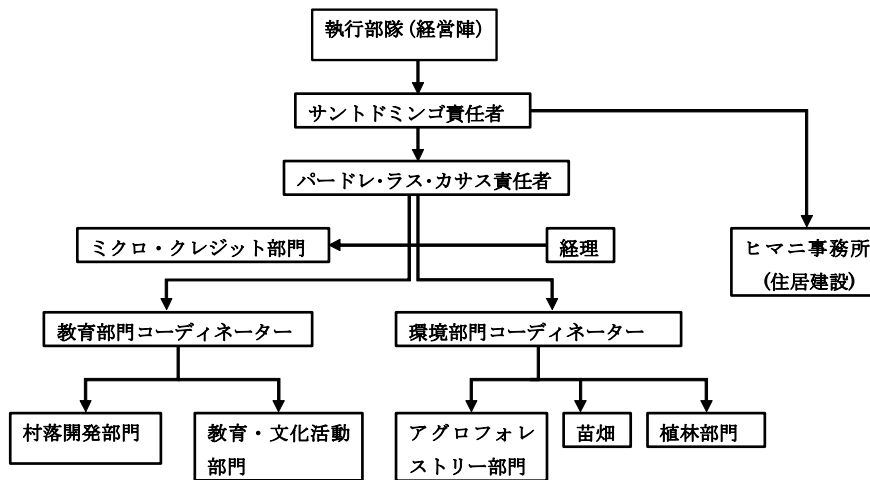 執行部隊(経営陣)
サントドミンゴ責任者
パードレ・ラス・カサス責任者
ミクロ・クレジット部門
経理
ヒマニ事務所
(住居建設)
教育部門コーディネーター
環境部門コーディネーター
村落開発部門
教育・文化活動
部門
アグロフォレ
ストリー部門
苗畑
植林部門